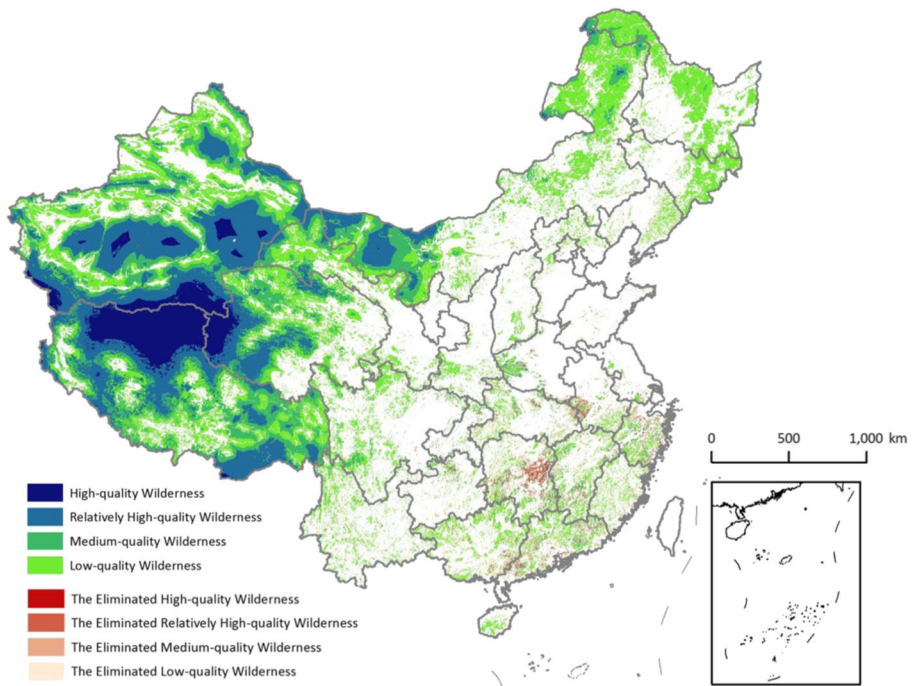 0 500 1,000 km
High-quality Wilderness
Relatively High-quality Wilderness
Medium-quality Wilderness
Low-quality Wilderness
The Eliminated High-quality Wilderness
The Eliminated Relatively High-quality Wilderness
The Eliminated Medium-quality Wilderness
The Eliminated Low-quality Wilderness